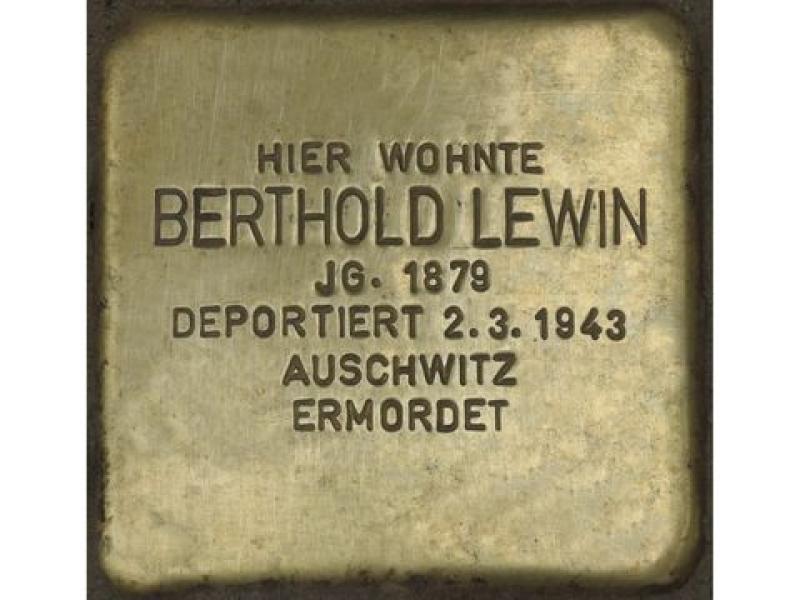 HIER WOHNTE
BERTHOLD LEWIN
JG. 1879
DEPORTIERT 2.3.1943
AUSCHWITZ
ERMORDET